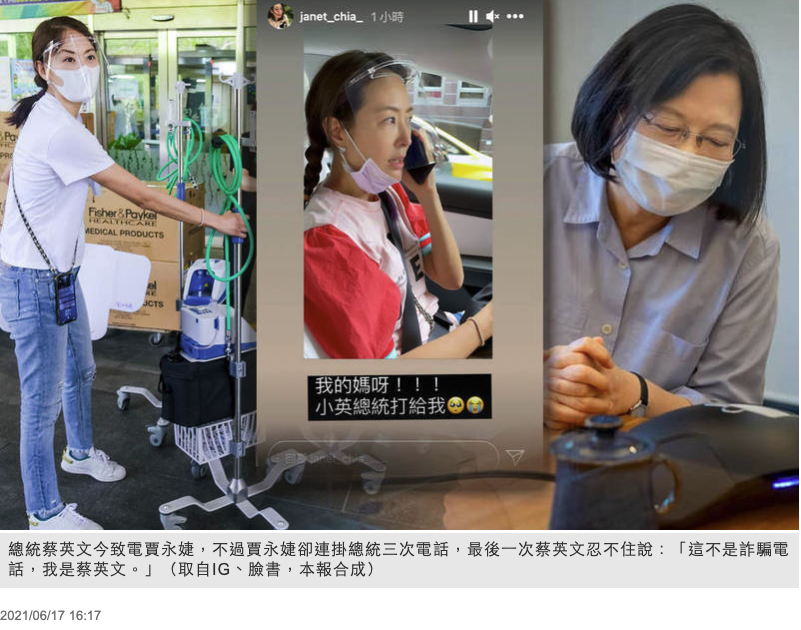 janet_chia_ 1 小時
Fisher & Paykel
HEALTHCARE
MEDICAL PRODUCTS
CTS
我的媽呀！！！
小英總統打給我🥺😭
總統蔡英文今致電賈永婕，不過賈永婕卻連掛總統三次電話，最後一次蔡英文忍不住說：「這不是詐騙電
話，我是蔡英文。」（取自IG、臉書，本報合成）
2021/06/17 16:17